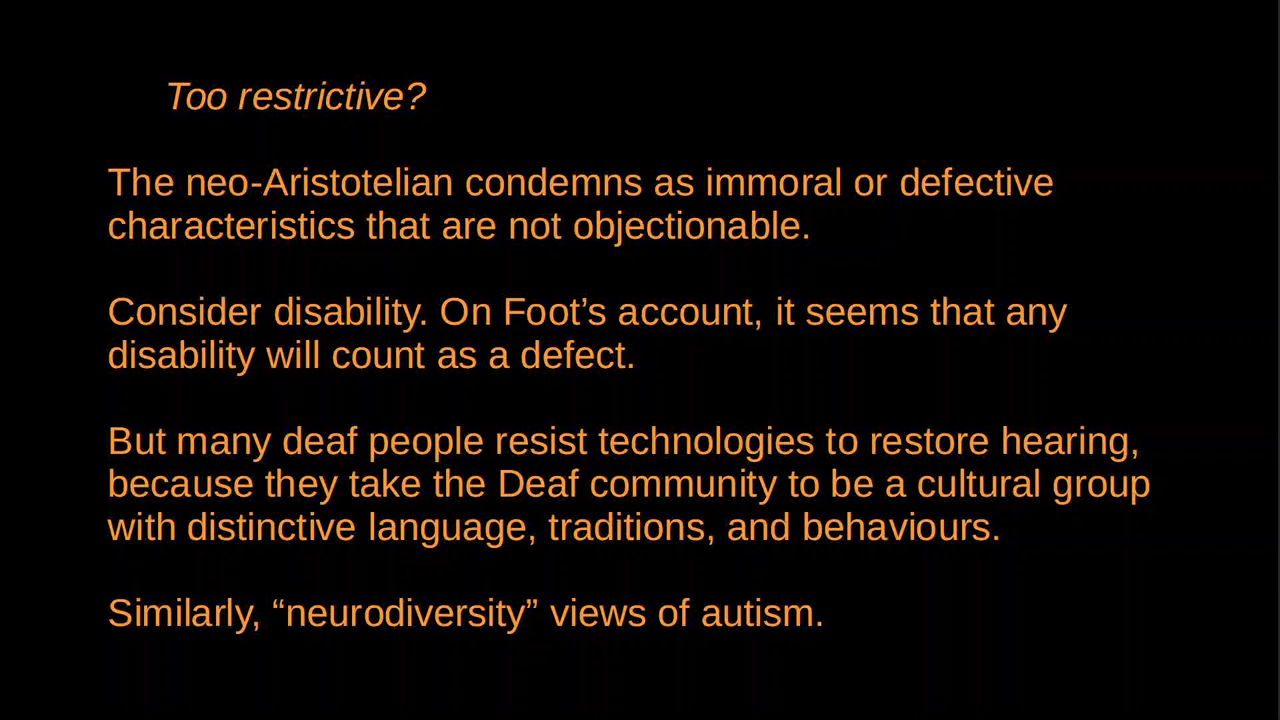 Too restrictive?
The neo-Aristotelian condemns as immoral or defective
characteristics that are not objectionable.
Consider disability. On Foot’s account, it seems that any
disability will count as a defect.
But many deaf people resist technologies to restore hearing,
because they take the Deaf community to be a cultural group
with distinctive language, traditions, and behaviours.
Similarly, “neurodiversity” views of autism.